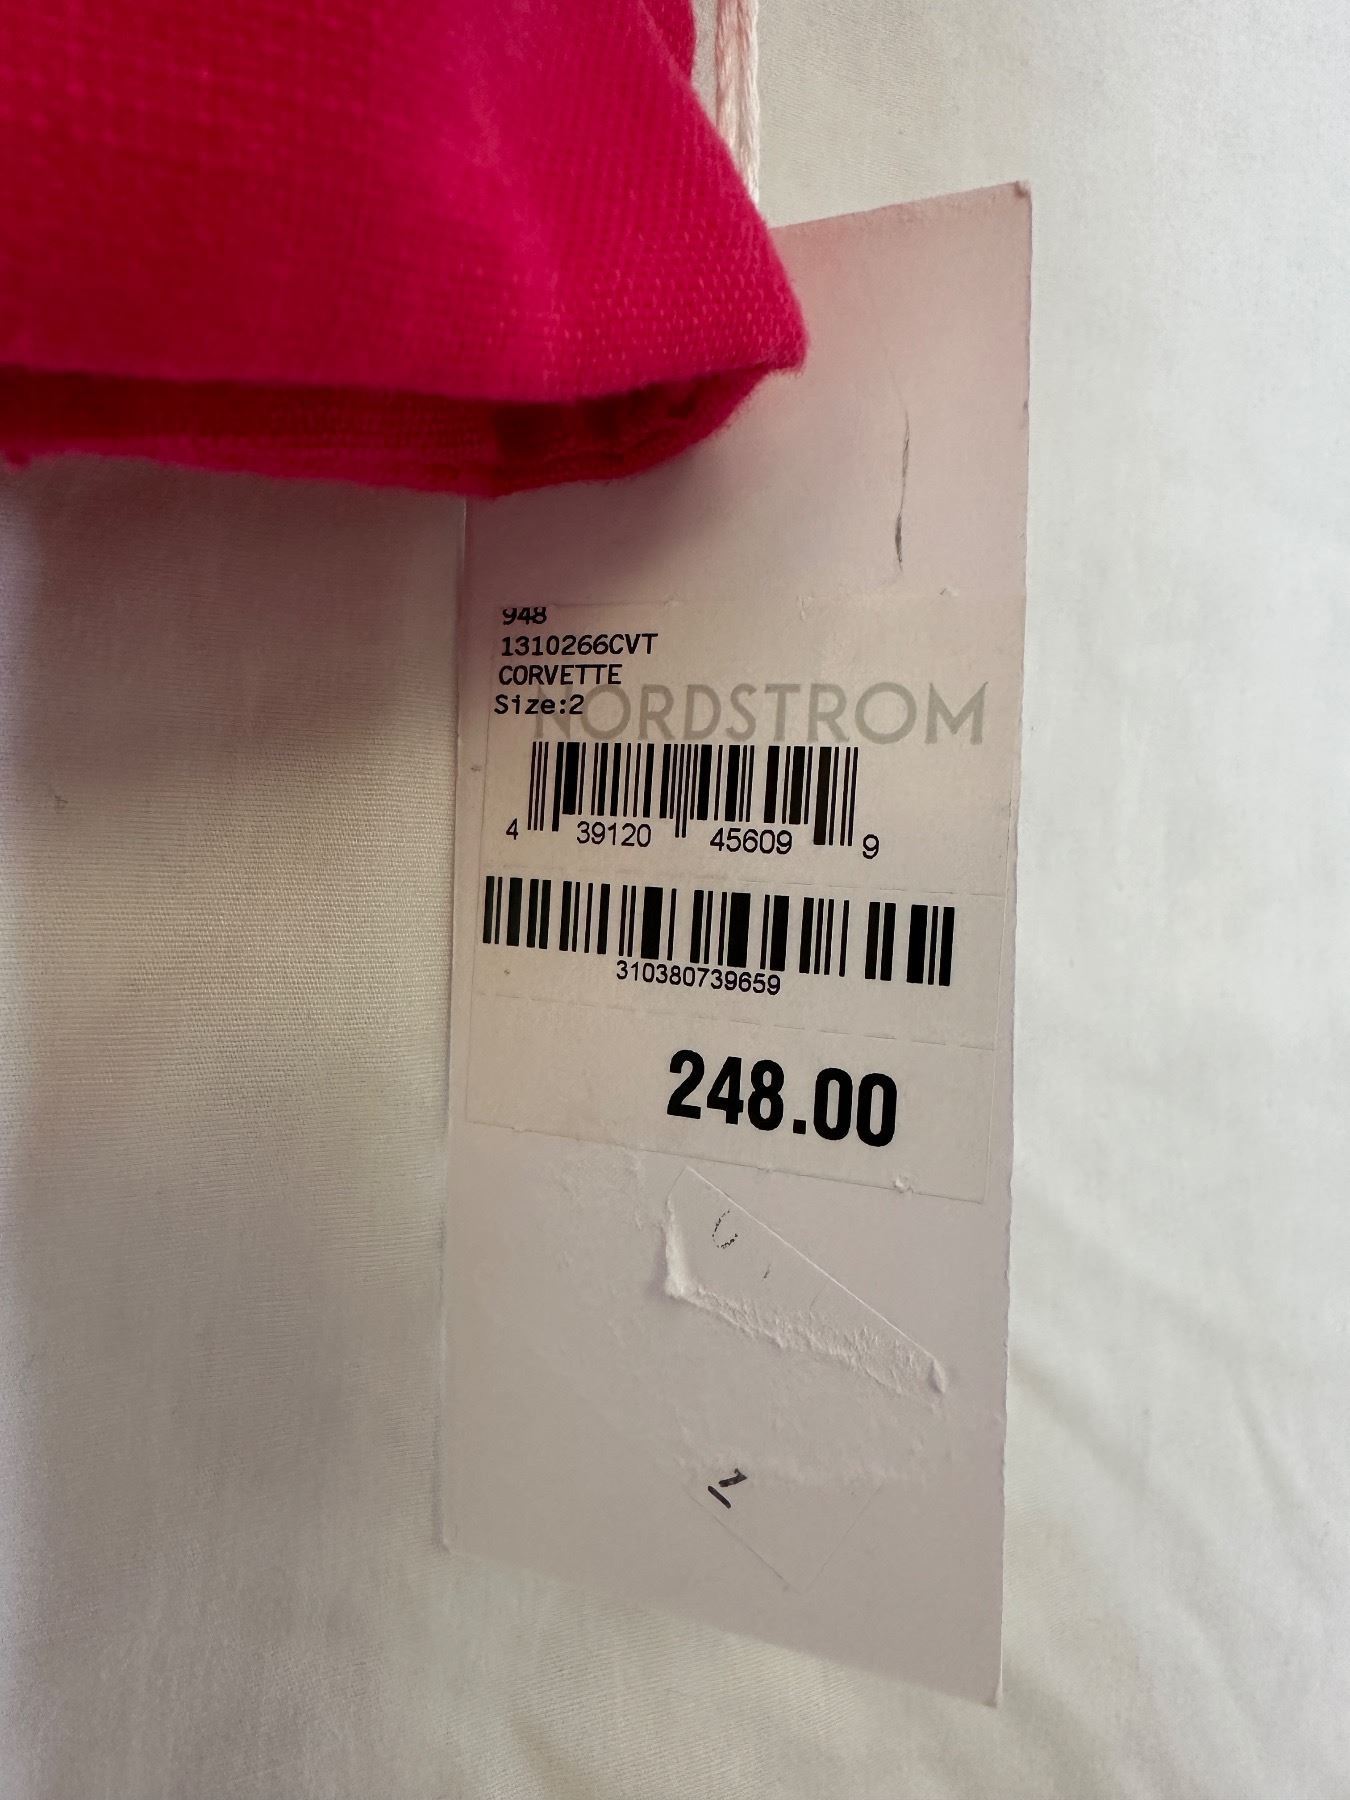 948
1310266CVT
CORVETTE
Size:2
NORDSTROM
4 39120 45609 9
310380739659
248.00